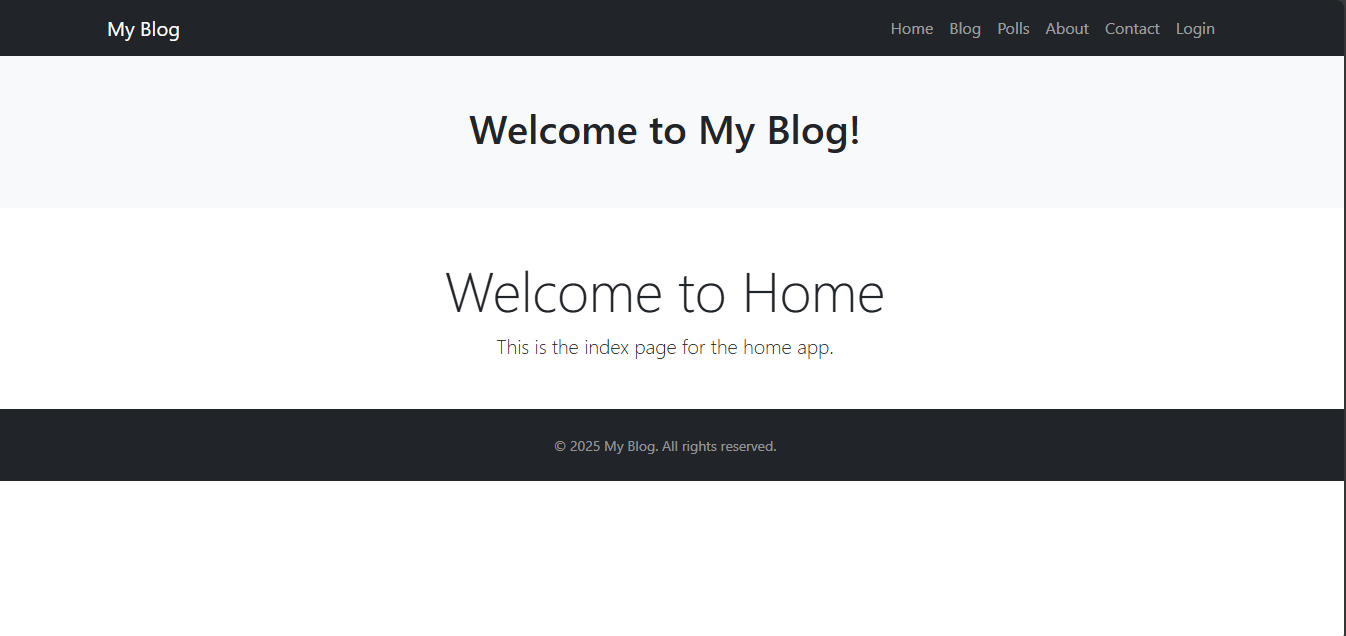 My Blog
Home Blog Polls About Contact Login
Welcome to My Blog!
Welcome to Home
This is the index page for the home app.
© 2025 My Blog. All rights reserved.